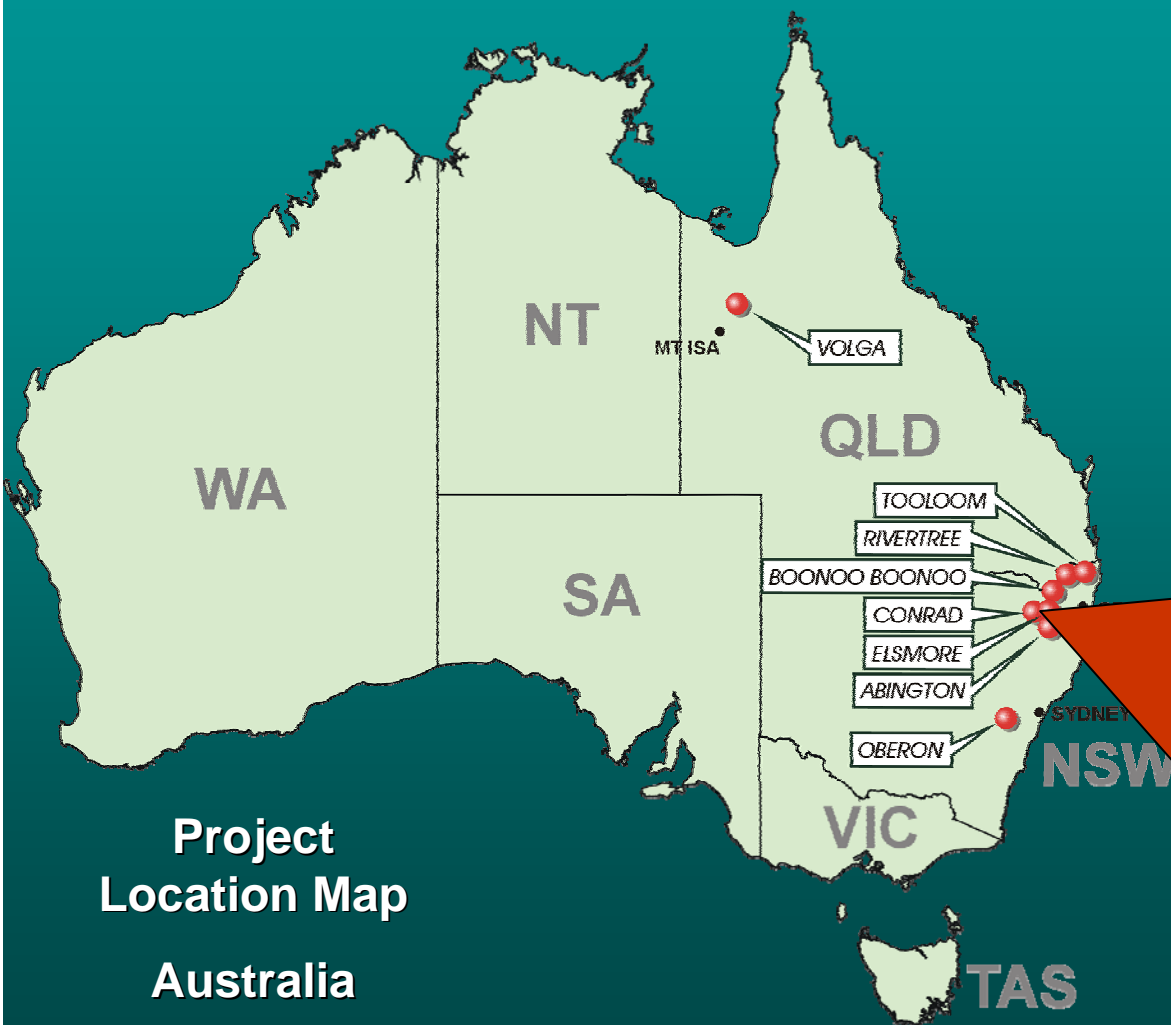 NT
MT ISA
VOLGA
QLD
WA
TOOLOOM
RIVERTREE
BOONOO BOONOO
SA
CONRAD
ELSMORE
ABINGTON
SYDNEY
OBERON
NSW
VIC
Project
Location Map
Australia
TAS